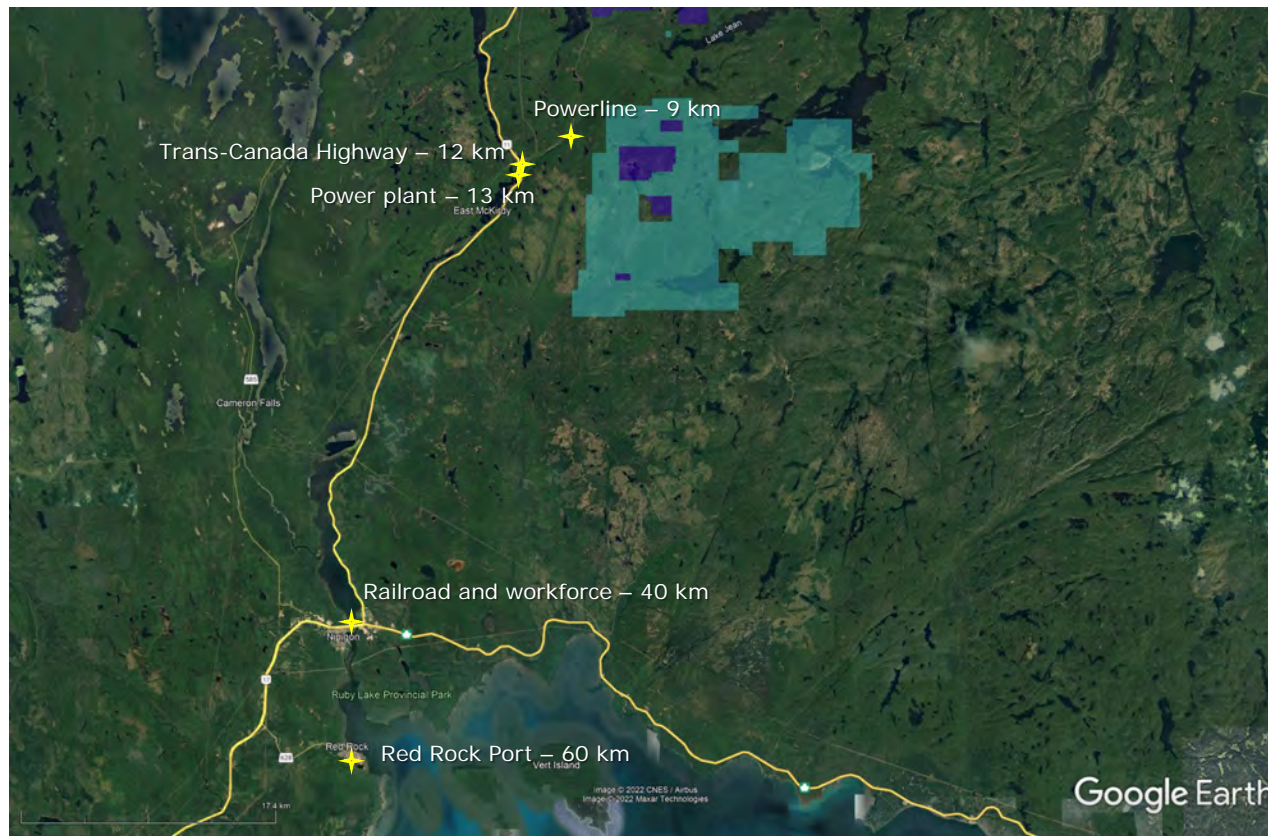 Lake Jean
Powerline – 9 km
11
Trans-Canada Highway – 12 km
Power plant – 13 km
East McKirdy
585
Cameron Falls
Railroad and workforce – 40 km
Nipigon
17
Ruby Lake Provincial Park
Red Rock
Red Rock Port – 60 km
628
Vert Island
Image © 2022 CNES / Airbus
Image © 2022 Maxar Technologies
17.4 km
Google Earth